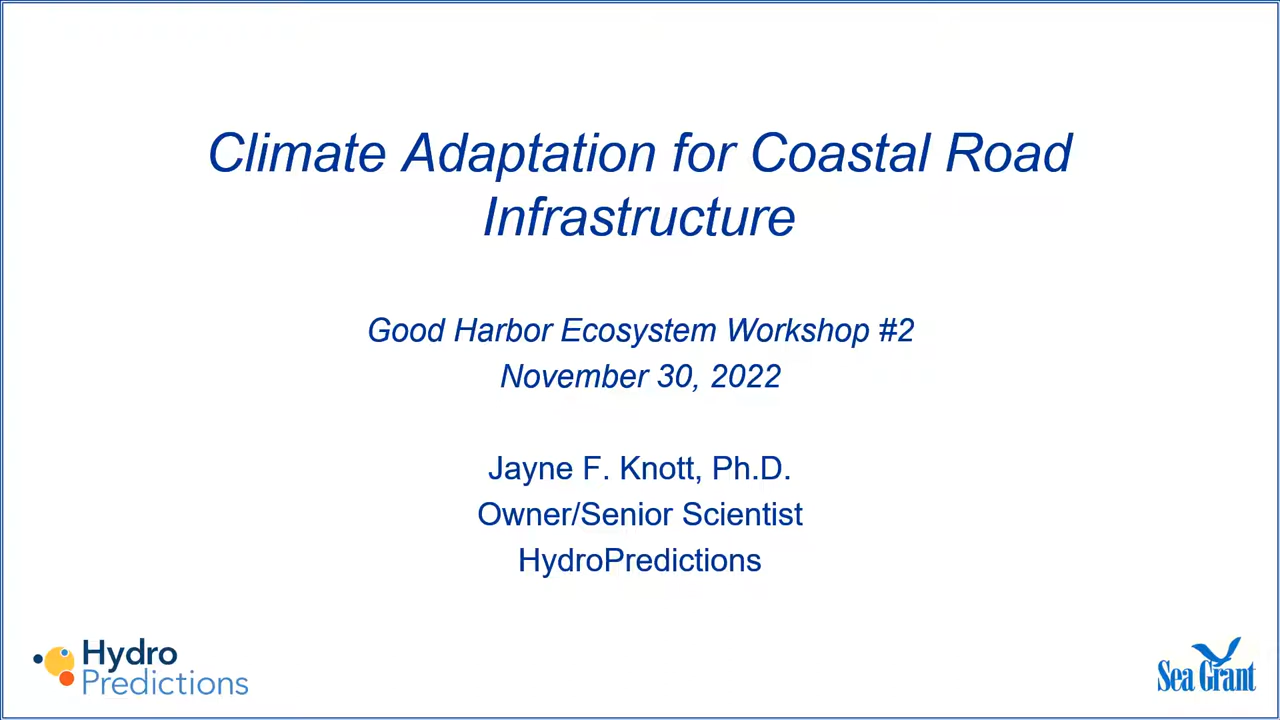 Climate Adaptation for Coastal Road
Infrastructure
Good Harbor Ecosystem Workshop #2
November 30, 2022
Jayne F. Knott, Ph.D.
Owner/Senior Scientist
HydroPredictions
Hydro
Predictions
Sea Grant